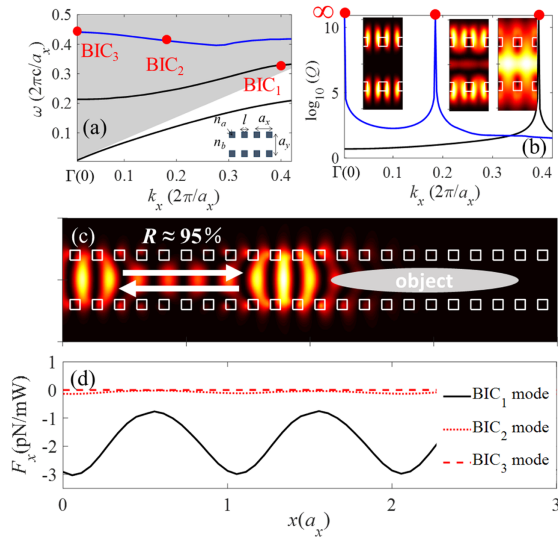 0.5
0.4
0.3
0.2
0.1
ω (2πc/aₓ)
BIC₃
BIC₂
BIC₁
(a)
nₐ
l
aₓ
n_b
a_y
Γ(0)
0.1
0.2
0.3
0.4
kₓ (2π/aₓ)
∞
10
5
0
log₁₀(Q)
(b)
Γ(0)
0.1
0.2
0.3
0.4
kₓ (2π/aₓ)
(c)
R ≈ 95%
object
(d)
1
0
-1
-2
-3
Fₓ(pN/mW)
BIC₁ mode
BIC₂ mode
BIC₃ mode
0
1
2
3
x(aₓ)